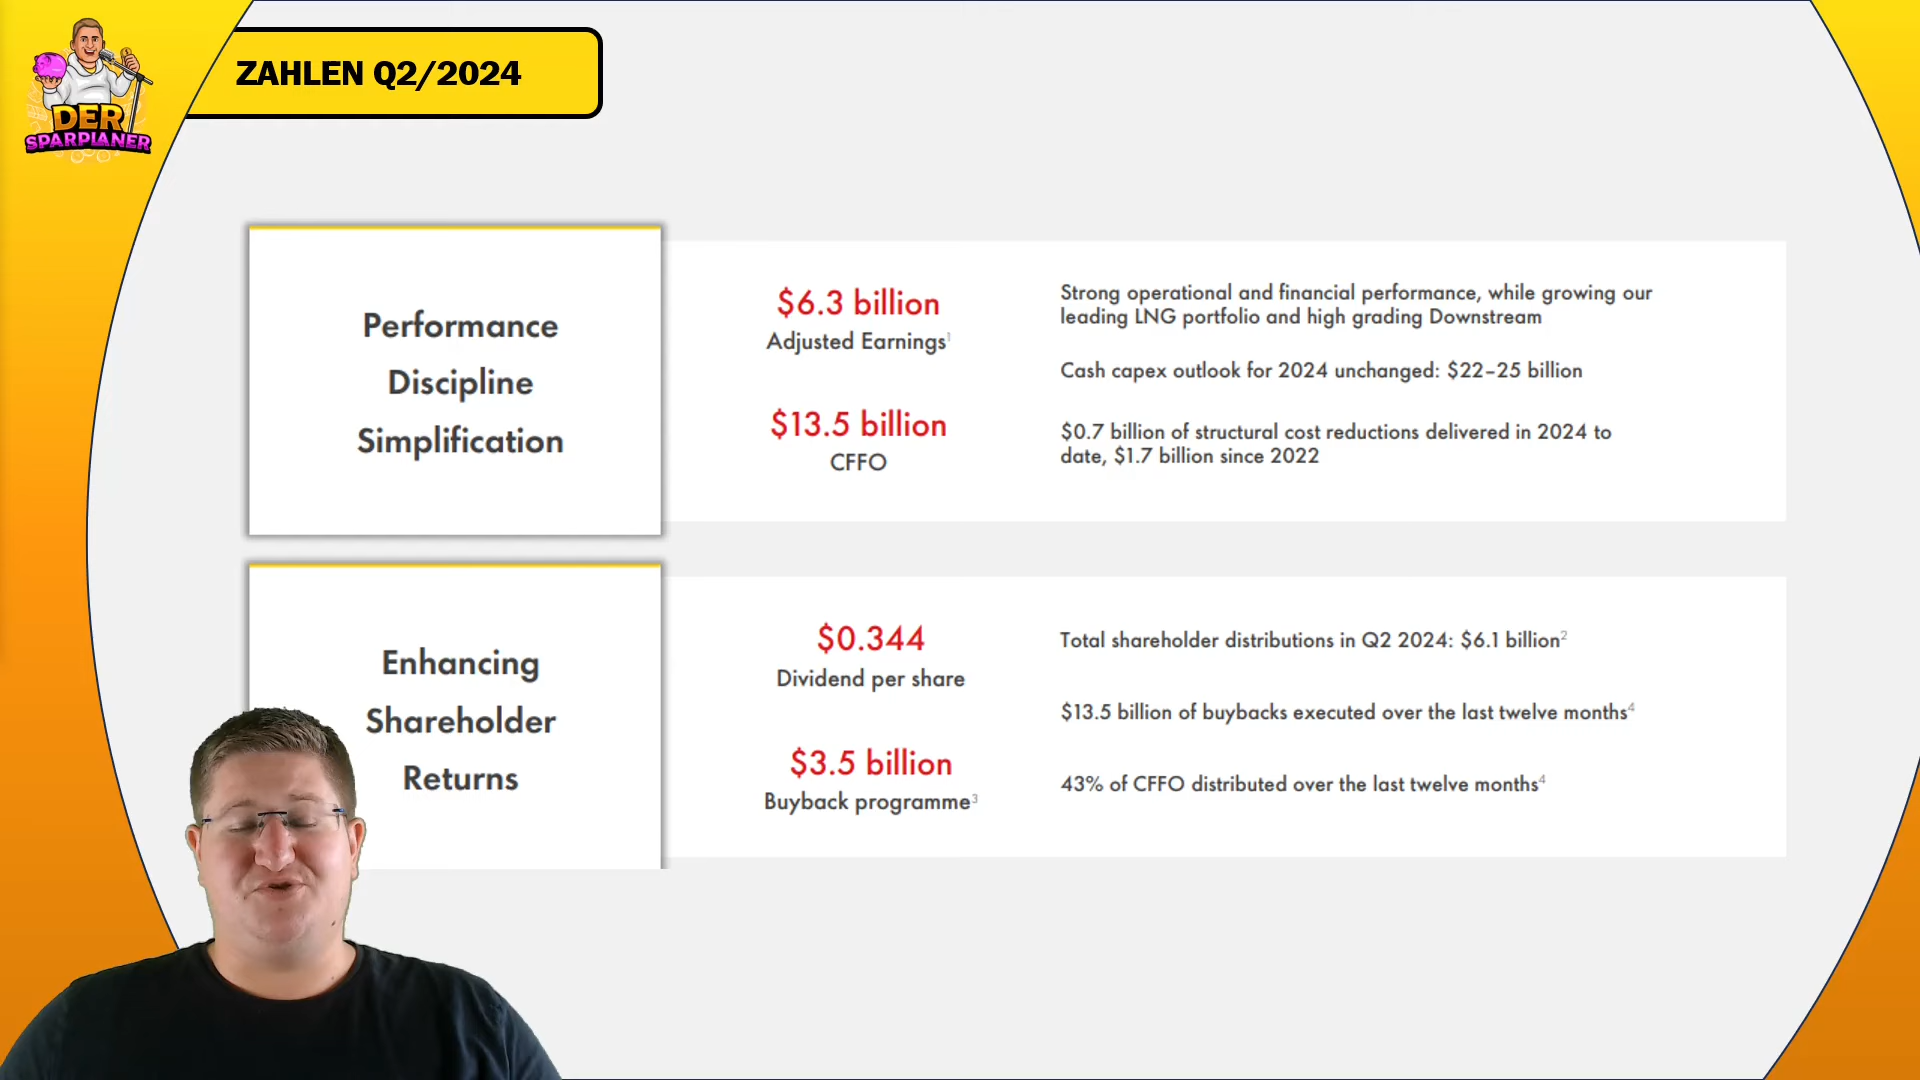 DER
SPARPLANER
ZAHLEN Q2/2024
Performance
Discipline
Simplification
$6.3 billion
Adjusted Earnings¹
$13.5 billion
CFFO
Strong operational and financial performance, while growing our
leading LNG portfolio and high grading Downstream
Cash capex outlook for 2024 unchanged: $22–25 billion
$0.7 billion of structural cost reductions delivered in 2024 to
date, $1.7 billion since 2022
Enhancing
Shareholder
Returns
$0.344
Dividend per share
$3.5 billion
Buyback programme³
Total shareholder distributions in Q2 2024: $6.1 billion²
$13.5 billion of buybacks executed over the last twelve months⁴
43% of CFFO distributed over the last twelve months⁴